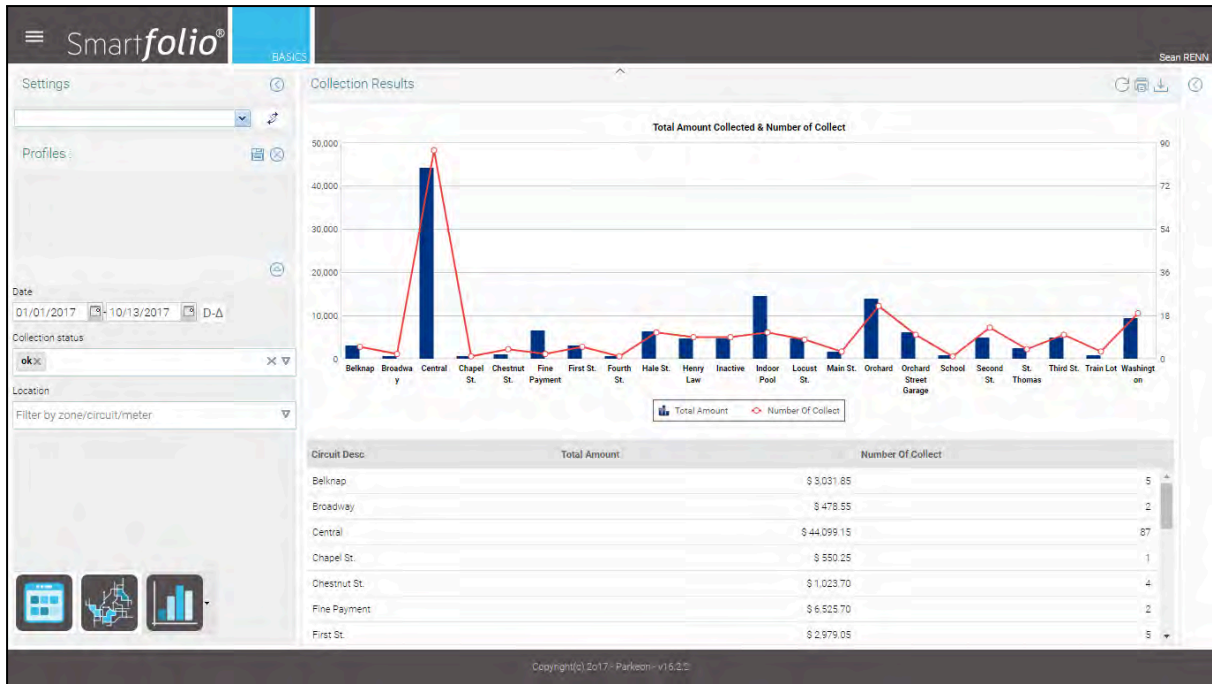 Smartfolio®
BASICS
Sean RENN
Settings
Profiles
Date
01/01/2017 - 10/13/2017 D-Δ
Collection status
ok ×
Location
Filter by zone/circuit/meter
Collection Results
Total Amount Collected & Number of Collect
50,000 90
40,000 72
30,000 54
20,000 36
10,000 18
0 0
Belknap Broadway Central Chapel St. Chestnut St. Fine Payment First St. Fourth St. Hale St. Henry Law Inactive Indoor Pool Locust St. Main St. Orchard Orchard Street Garage School Second St. St. Thomas Third St. Train Lot Washington
Total Amount Number Of Collect
Circuit Desc Total Amount Number Of Collect
Belknap $ 3,031.85 5
Broadway $ 478.55 2
Central $ 44,099.15 87
Chapel St. $ 550.25 1
Chestnut St. $ 1,023.70 4
Fine Payment $ 6,525.70 2
First St. $ 2,979.05 5
Copyright(c) 2o17 - Parkeon - v16.2.2